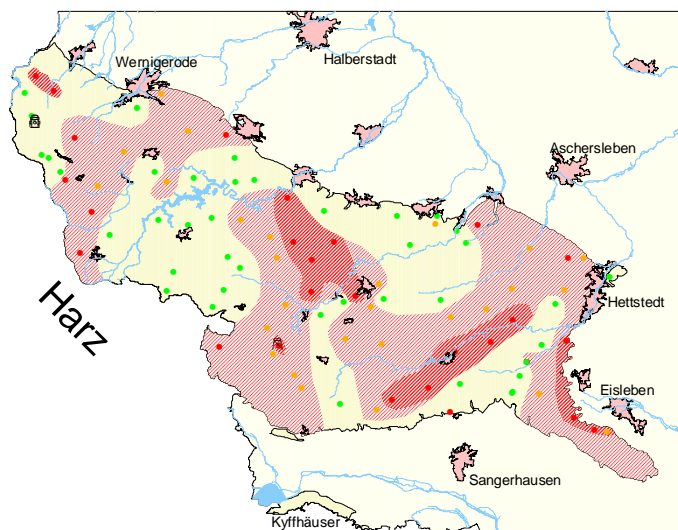 Wernigerode
Halberstadt
Aschersleben
Harz
Hettstedt
Eisleben
Sangerhausen
Kyffhäuser